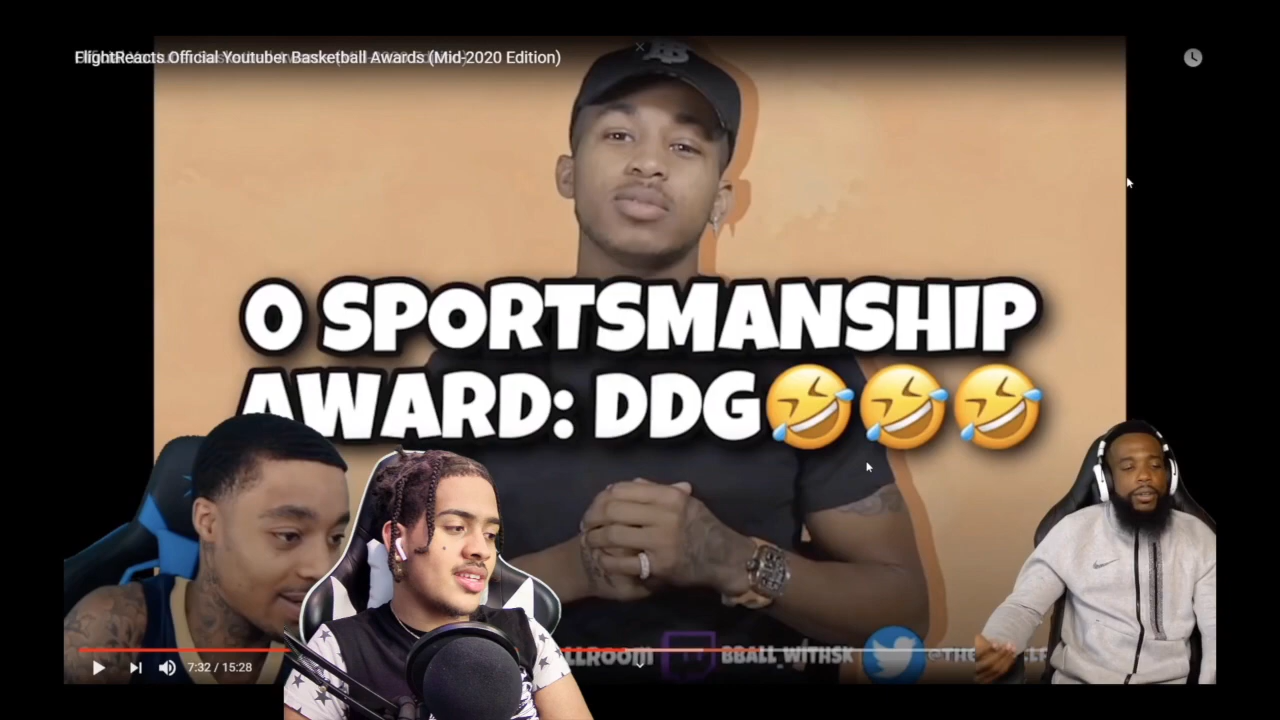 FlightReacts Official Youtuber Basketball Awards (Mid-2020 Edition)
0 SPORTSMANSHIP
AWARD: DDG🤣🤣🤣
BBALL_WITHSK
7:32 / 15:28